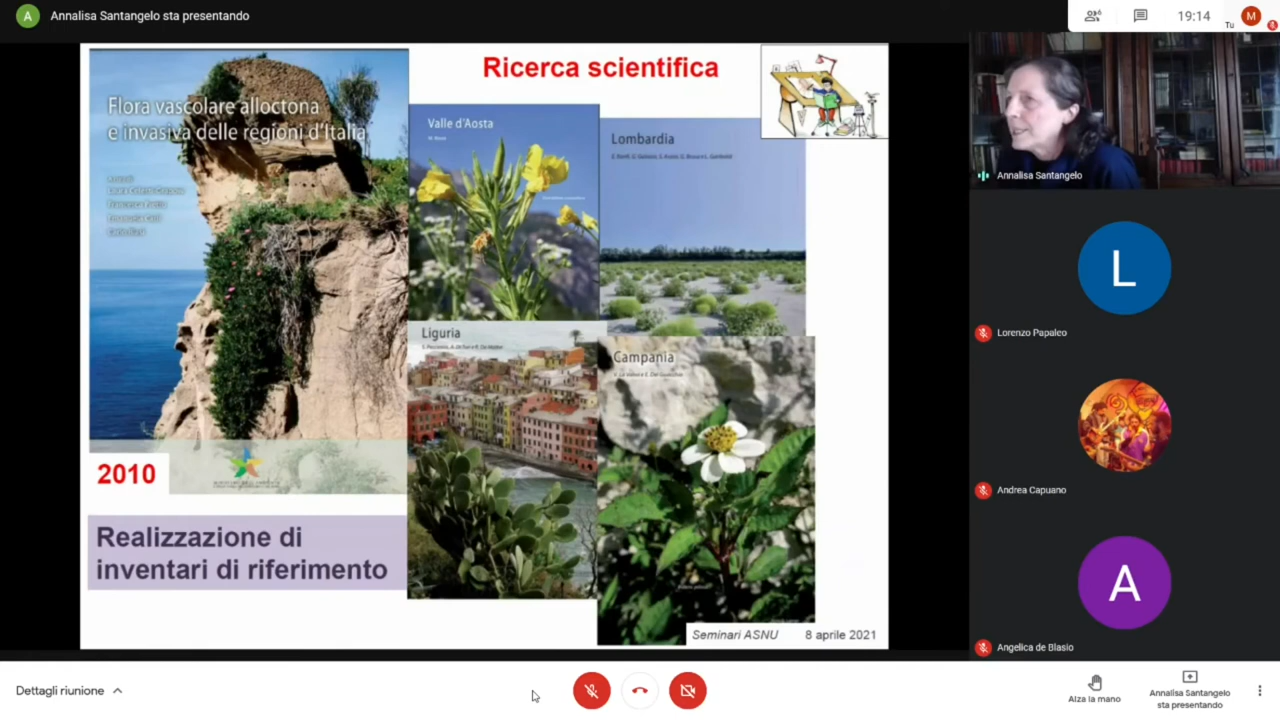 A
Annalisa Santangelo sta presentando
6
19:14
Tu
M
Ricerca scientifica
Flora vascolare alloctona
e invasiva delle regioni d'Italia
2010
Realizzazione di
inventari di riferimento
Valle d'Aosta
Lombardia
Liguria
Campania
Seminari ASNU 8 aprile 2021
Annalisa Santangelo
L
Lorenzo Papaleo
Andrea Capuano
A
Angelica de Blasio
Dettagli riunione
Alza la mano
Annalisa Santangelo
sta presentando